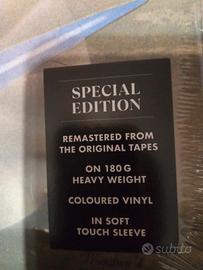 SPECIAL
EDITION
REMASTERED FROM
THE ORIGINAL TAPES
ON 180G
HEAVY WEIGHT
COLOURED VINYL
IN SOFT
TOUCH SLEEVE
subito